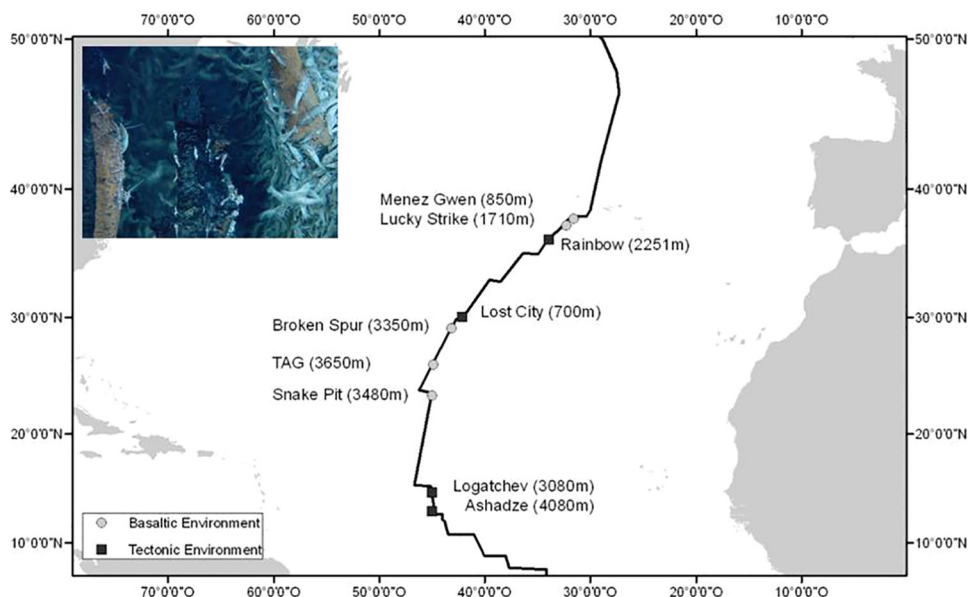 70°0'0"O 60°0'0"O 50°0'0"O 40°0'0"O 30°0'0"O 20°0'0"O 10°0'0"O
50°0'0"N 50°0'0"N
40°0'0"N 40°0'0"N
Menez Gwen (850m)
Lucky Strike (1710m)
Rainbow (2251m)
Lost City (700m)
30°0'0"N 30°0'0"N
Broken Spur (3350m)
TAG (3650m)
Snake Pit (3480m)
20°0'0"N 20°0'0"N
Logatchev (3080m)
Ashadze (4080m)
Basaltic Environment
Tectonic Environment
10°0'0"N 10°0'0"N
70°0'0"O 60°0'0"O 50°0'0"O 40°0'0"O 30°0'0"O 20°0'0"O 10°0'0"O